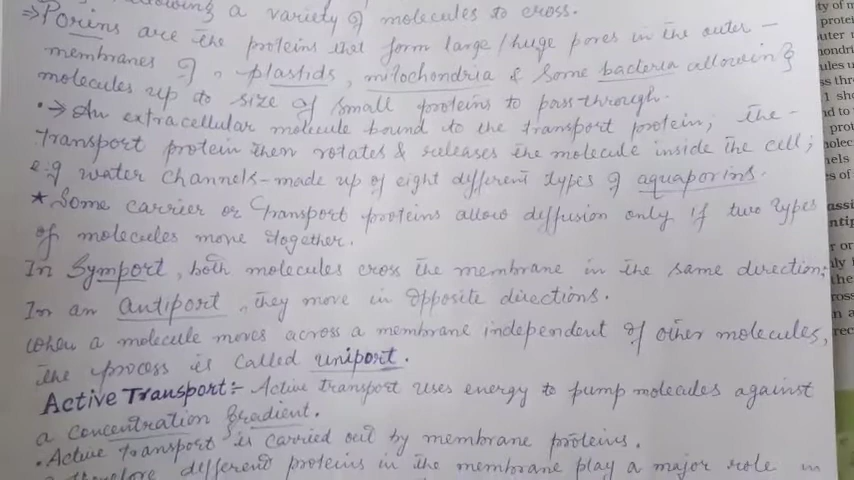 allowing a variety of molecules to cross.
⇒ Porins are the proteins that form large/huge pores in the outer-
membranes of plastids, mitochondria & some bacteria allowing
molecules up to size of small proteins to pass through.
• → An extracellular molecule bound to the transport protein; the-
transport protein then rotates & releases the molecule inside the cell;
e.g water channels-made up of eight different types of aquaporins.
* Some carrier or transport proteins allow diffusion only if two types
of molecules move together.
In Symport, both molecules cross the membrane in the same direction;
In an antiport, they move in opposite directions.
When a molecule moves across a membrane independent of other molecules,
the process is called uniport.
Active Transport:- Active transport uses energy to pump molecules against
a concentration gradient.
• Active transport is carried out by membrane proteins.
therefore different proteins in the membrane play a major role in